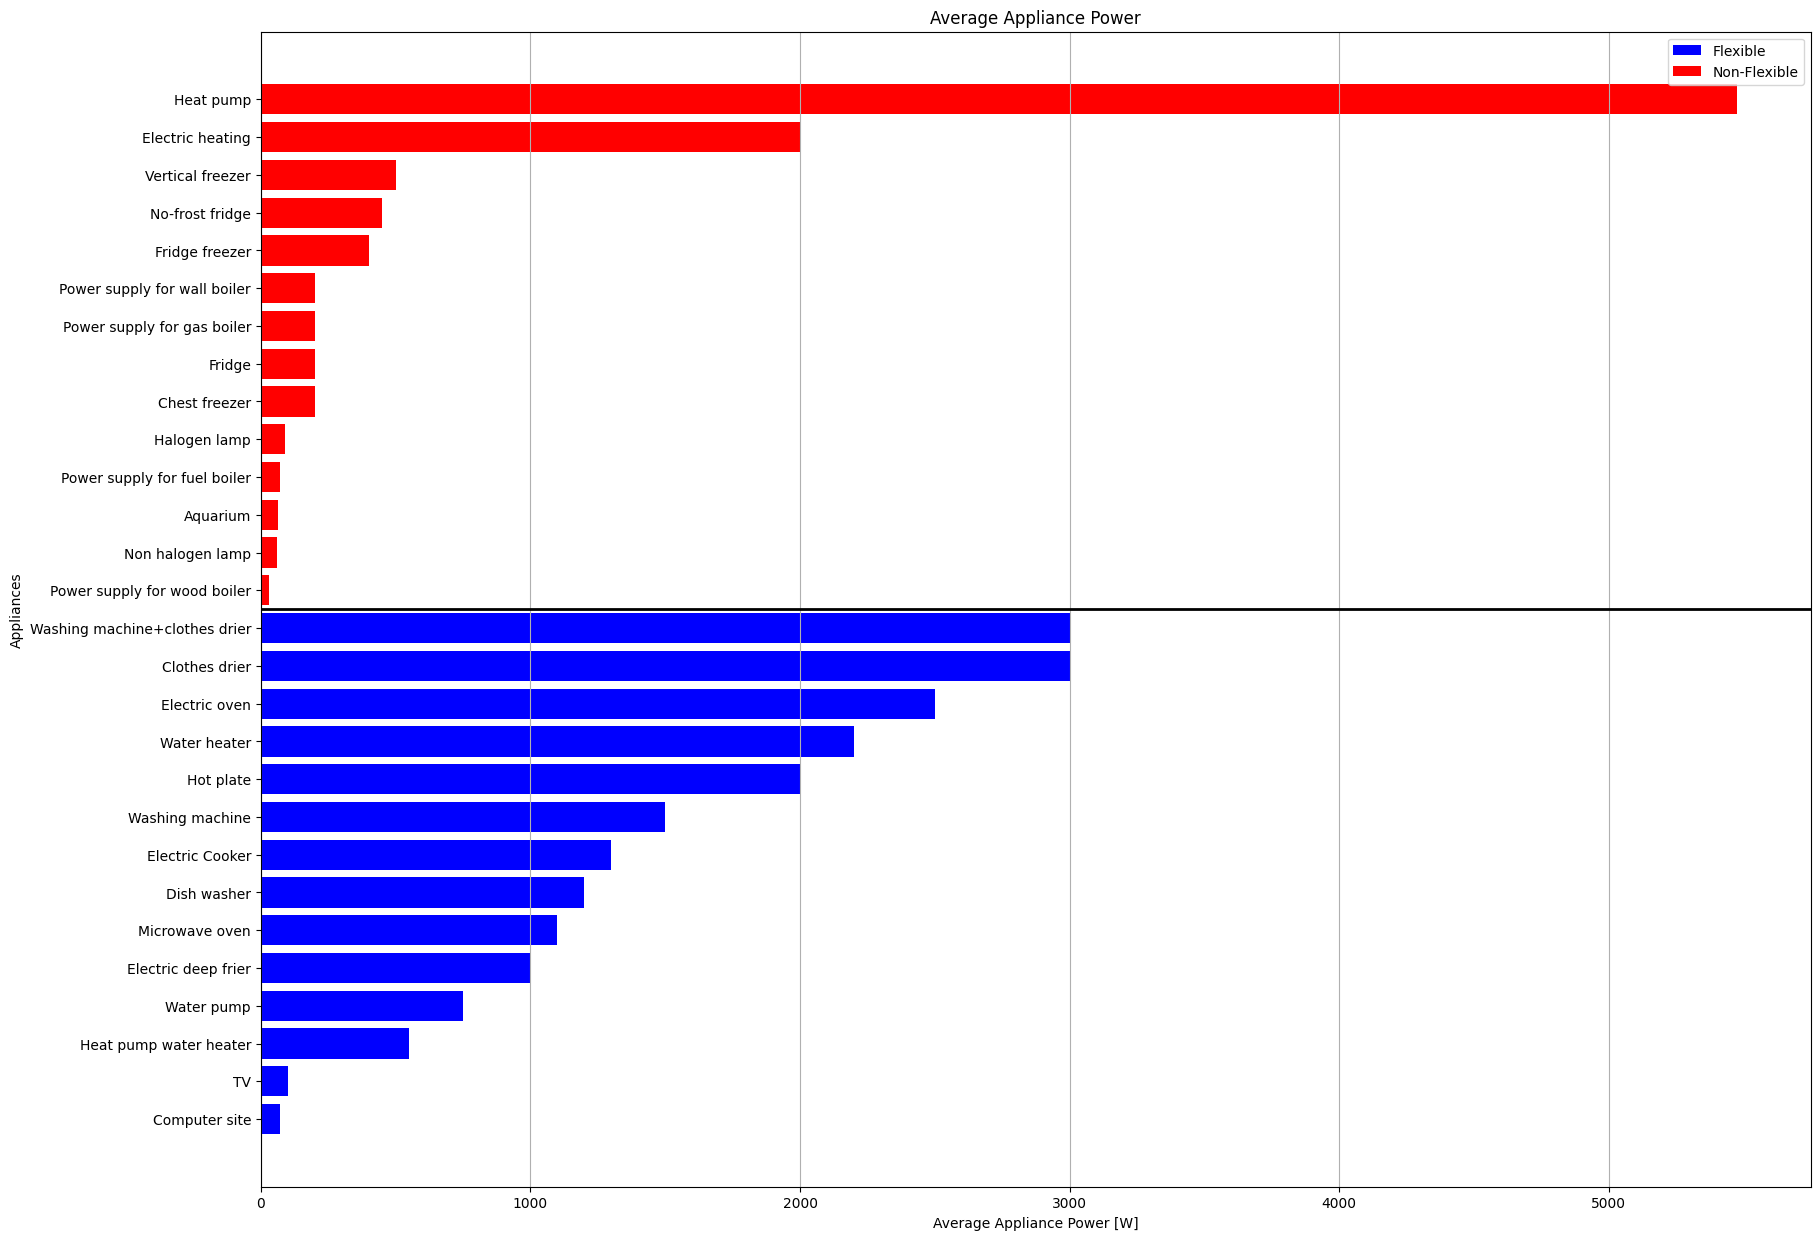 Average Appliance Power
Flexible
Non-Flexible
Heat pump
Electric heating
Vertical freezer
No-frost fridge
Fridge freezer
Power supply for wall boiler
Power supply for gas boiler
Fridge
Chest freezer
Halogen lamp
Power supply for fuel boiler
Aquarium
Non halogen lamp
Power supply for wood boiler
Appliances
Washing machine+clothes drier
Clothes drier
Electric oven
Water heater
Hot plate
Washing machine
Electric Cooker
Dish washer
Microwave oven
Electric deep frier
Water pump
Heat pump water heater
TV
Computer site
0 1000 2000 3000 4000 5000
Average Appliance Power [W]